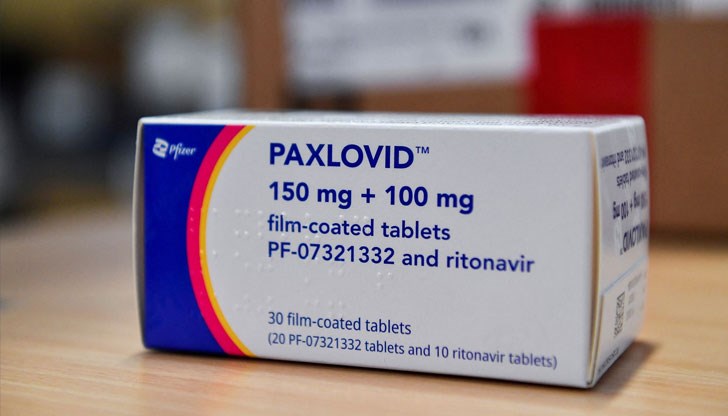 Pfizer
PAXLOVID™
150 mg + 100 mg
film-coated tablets
PF-07321332 and ritonavir
30 film-coated tablets
(20 PF-07321332 tablets and 10 ritonavir tablets)